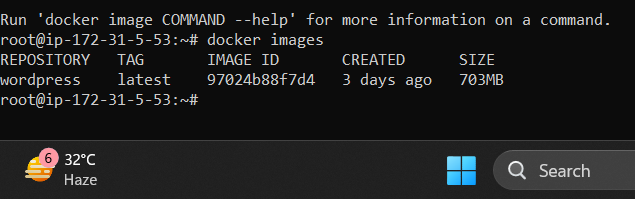 Run 'docker image COMMAND --help' for more information on a command.
root@ip-172-31-5-53:~# docker images
REPOSITORY   TAG       IMAGE ID       CREATED      SIZE
wordpress    latest    97024b88f7d4   3 days ago   703MB
root@ip-172-31-5-53:~#
6
32°C
Haze
Search